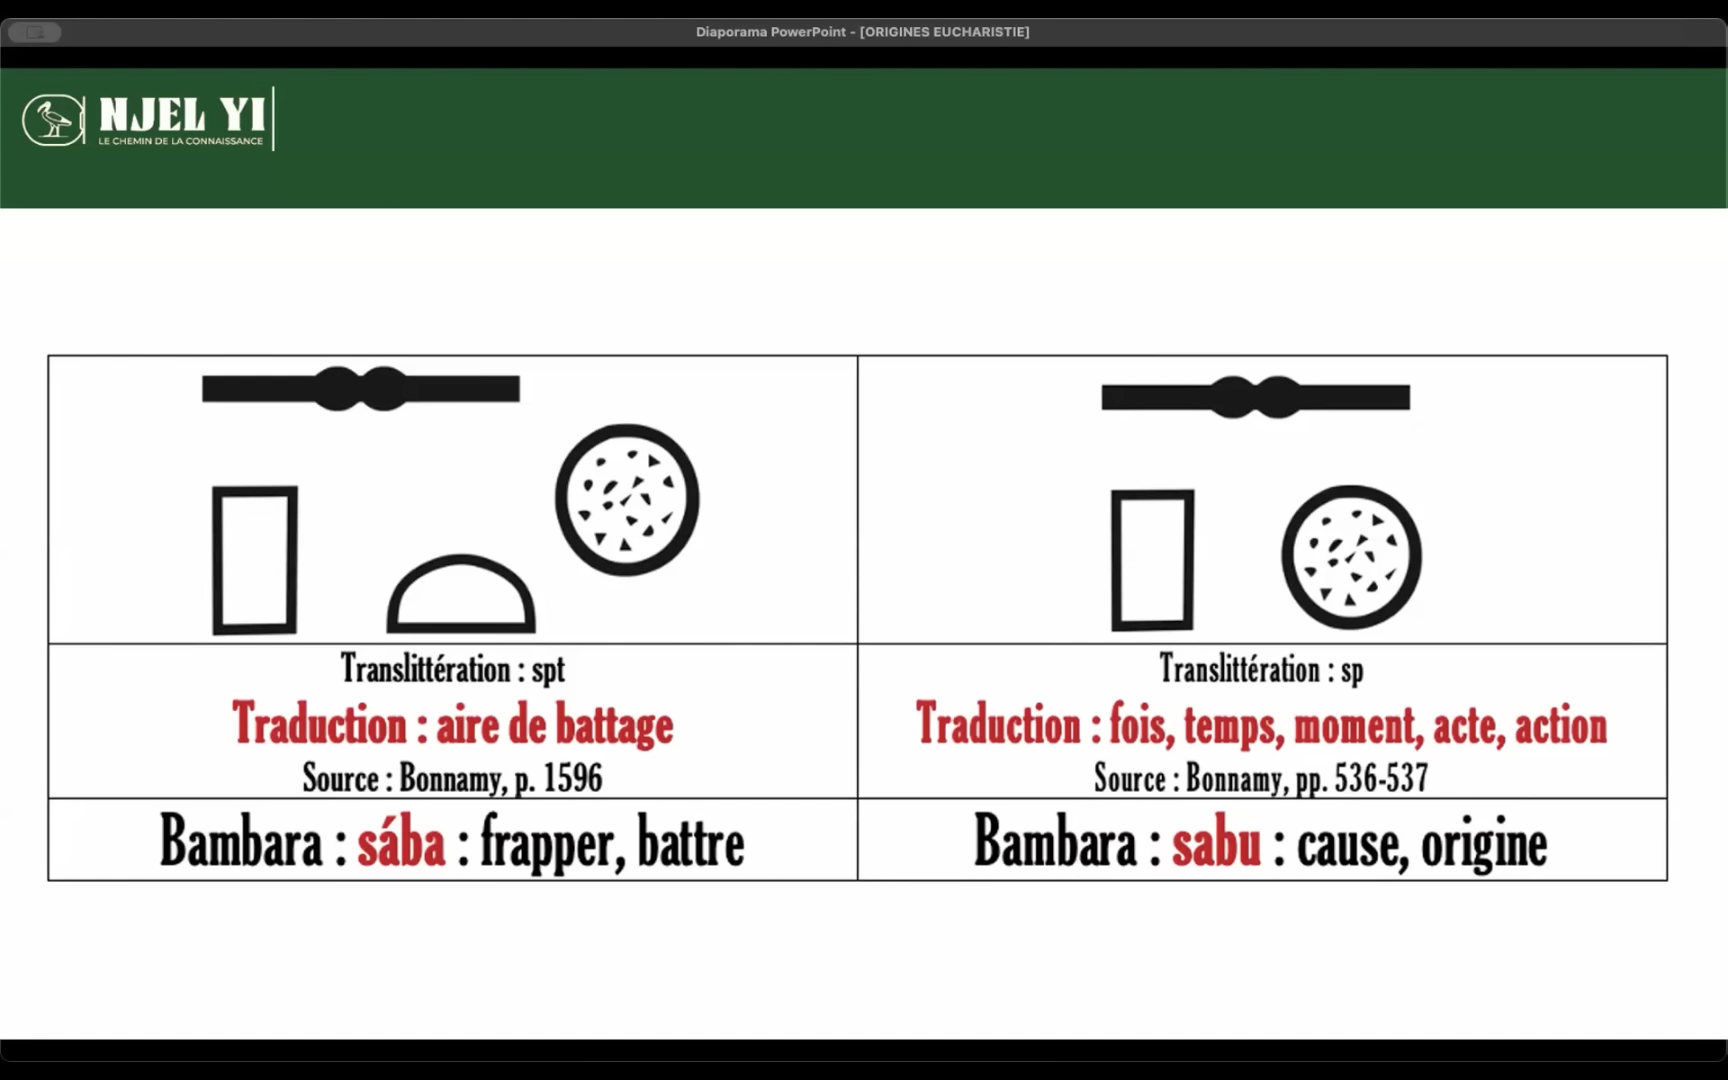 Diaporama PowerPoint - [ORIGINES EUCHARISTIE]
NJEL YI
LE CHEMIN DE LA CONNAISSANCE
Translittération : spt
Traduction : aire de battage
Source : Bonnamy, p. 1596
Bambara : sába : frapper, battre
Translittération : sp
Traduction : fois, temps, moment, acte, action
Source : Bonnamy, pp. 536-537
Bambara : sabu : cause, origine